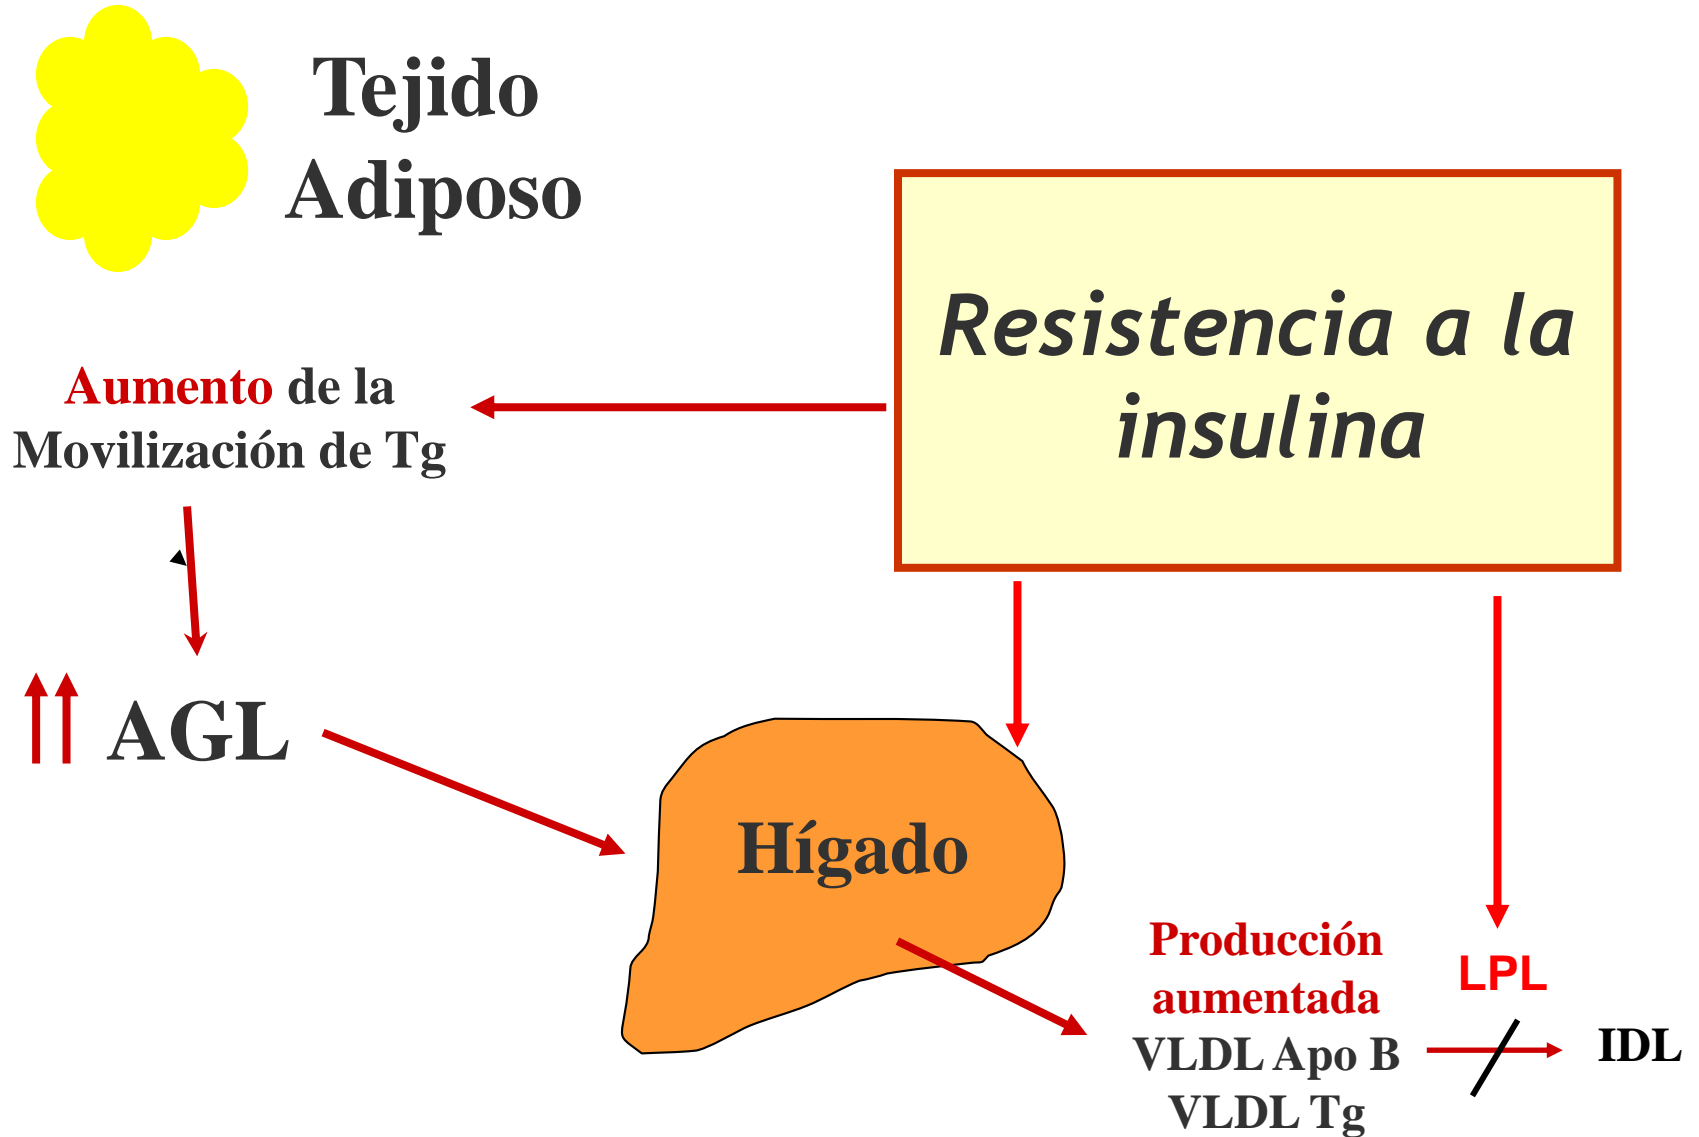 Tejido
Adiposo
Resistencia a la
insulina
Aumento de la
Movilización de Tg
AGL
Hígado
Producción
aumentada
VLDL Apo B
VLDL Tg
LPL
IDL